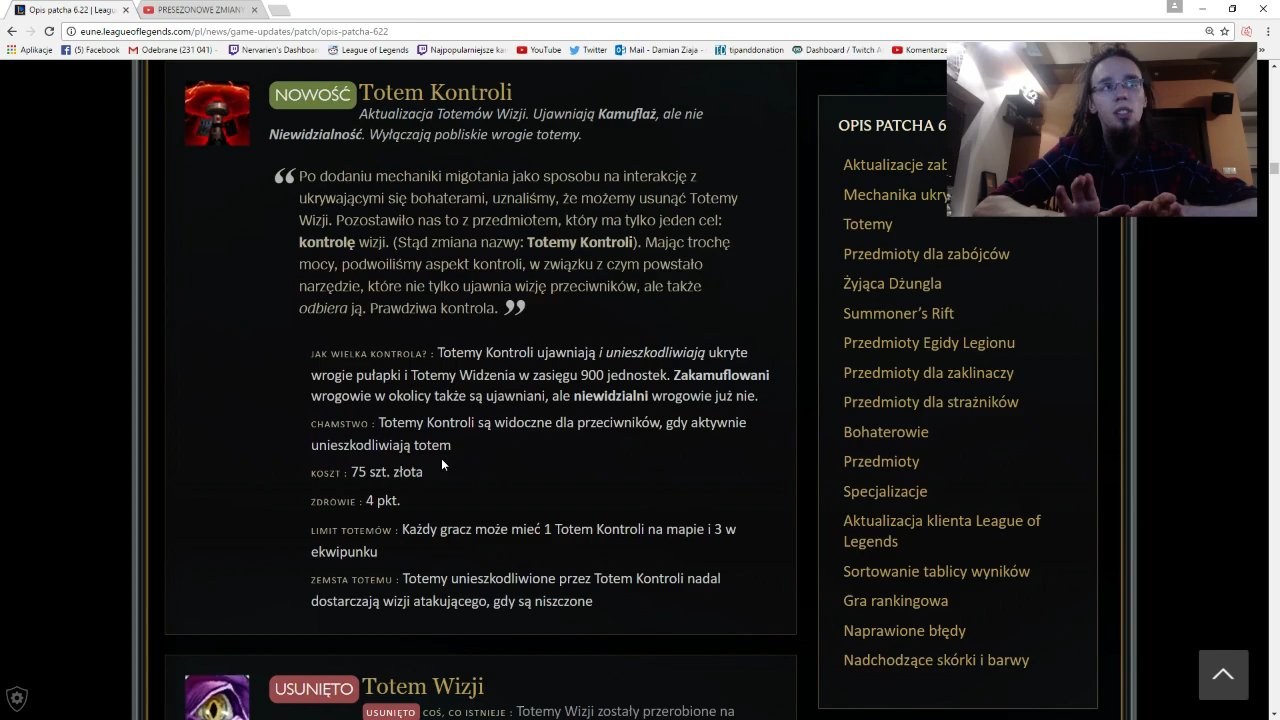 Opis patcha 6.22 | Leagu
PRESEZONOWE ZMIANY
eune.leagueoflegends.com/pl/news/game-updates/patch/opis-patcha-622
Aplikacje (5) Facebook Odebrane (231 041) - Nervarien's Dashboard League of Legends Najpopularniejsze ka YouTube Twitter Mail - Damian Ziaja - tipanddonation Dashboard / Twitch Komentarze
NOWOŚĆ Totem Kontroli
Aktualizacja Totemów Wizji. Ujawniają Kamuflaż, ale nie
Niewidzialność. Wyłączają pobliskie wrogie totemy.
Po dodaniu mechaniki migotania jako sposobu na interakcję z
ukrywającymi się bohaterami, uznaliśmy, że możemy usunąć Totemy
Wizji. Pozostawiło nas to z przedmiotem, który ma tylko jeden cel:
kontrolę wizji. (Stąd zmiana nazwy: Totemy Kontroli). Mając trochę
mocy, podwoiliśmy aspekt kontroli, w związku z czym powstało
narzędzie, które nie tylko ujawnia wizję przeciwników, ale także
odbiera ją. Prawdziwa kontrola.
JAK WIELKA KONTROLA? : Totemy Kontroli ujawniają i unieszkodliwiają ukryte
wrogie pułapki i Totemy Widzenia w zasięgu 900 jednostek. Zakamuflowani
wrogowie w okolicy także są ujawniani, ale niewidzialni wrogowie już nie.
CHAMSTWO : Totemy Kontroli są widoczne dla przeciwników, gdy aktywnie
unieszkodliwiają totem
KOSZT : 75 szt. złota
ZDROWIE : 4 pkt.
LIMIT TOTEMÓW : Każdy gracz może mieć 1 Totem Kontroli na mapie i 3 w
ekwipunku
ZEMSTA TOTEMU : Totemy unieszkodliwione przez Totem Kontroli nadal
dostarczają wizji atakującego, gdy są niszczone
USUNIĘTO Totem Wizji
USUNIĘTO COŚ, CO ISTNIEJE : Totemy Wizji zostały przerobione na
OPIS PATCHA 6
Aktualizacje zab
Mechanika ukry
Totemy
Przedmioty dla zabójców
Żyjąca Dżungla
Summoner's Rift
Przedmioty Egidy Legionu
Przedmioty dla zaklinaczy
Przedmioty dla strażników
Bohaterowie
Przedmioty
Specjalizacje
Aktualizacja klienta League of
Legends
Sortowanie tablicy wyników
Gra rankingowa
Naprawione błędy
Nadchodzące skórki i barwy